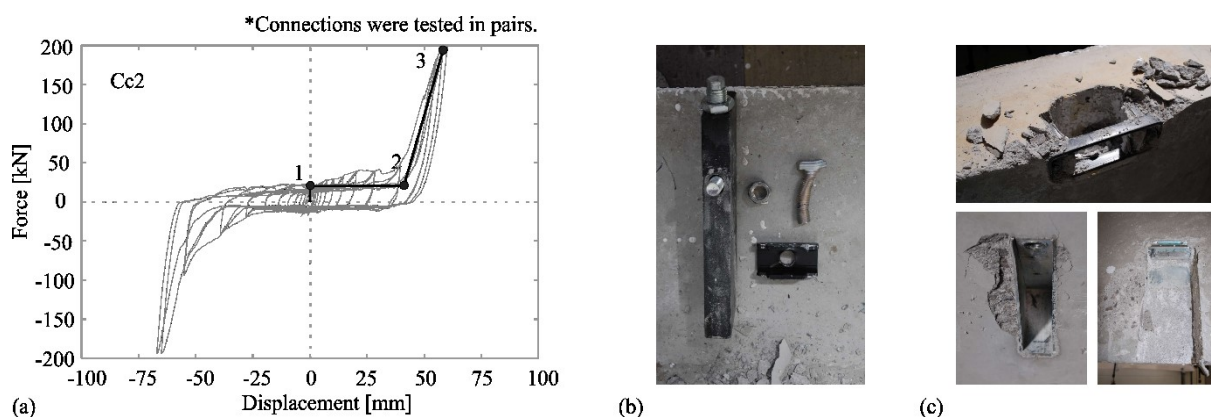 *Connections were tested in pairs.
200
Cc2
3
150
100
50
1
2
0
-50
-100
-150
-200
Force [kN]
-100 -75 -50 -25 0 25 50 75 100
Displacement [mm]
(a)
(b)
(c)